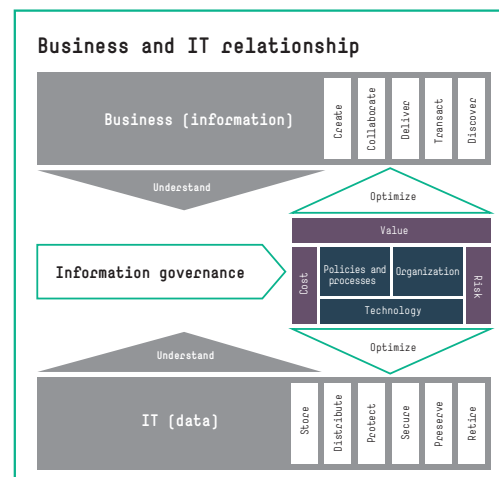 Business and IT relationship
Business (information)
Create
Collaborate
Deliver
Transact
Discover
Understand
Optimize
Value
Information governance
Cost
Policies and
processes
Organization
Risk
Technology
Understand
Optimize
IT (data)
Store
Distribute
Protect
Secure
Preserve
Retire